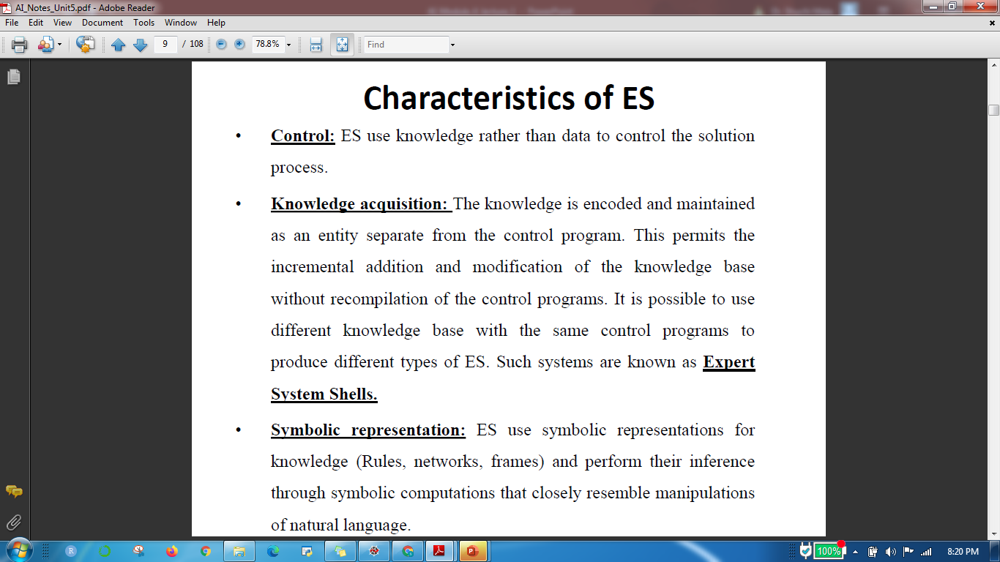 AI_Notes_Unit5.pdf - Adobe Reader
File Edit View Document Tools Window Help
9 / 108 78.8% Find
Characteristics of ES
• Control: ES use knowledge rather than data to control the solution
process.
• Knowledge acquisition: The knowledge is encoded and maintained
as an entity separate from the control program. This permits the
incremental addition and modification of the knowledge base
without recompilation of the control programs. It is possible to use
different knowledge base with the same control programs to
produce different types of ES. Such systems are known as Expert
System Shells.
• Symbolic representation: ES use symbolic representations for
knowledge (Rules, networks, frames) and perform their inference
through symbolic computations that closely resemble manipulations
of natural language.
100% 8:20 PM